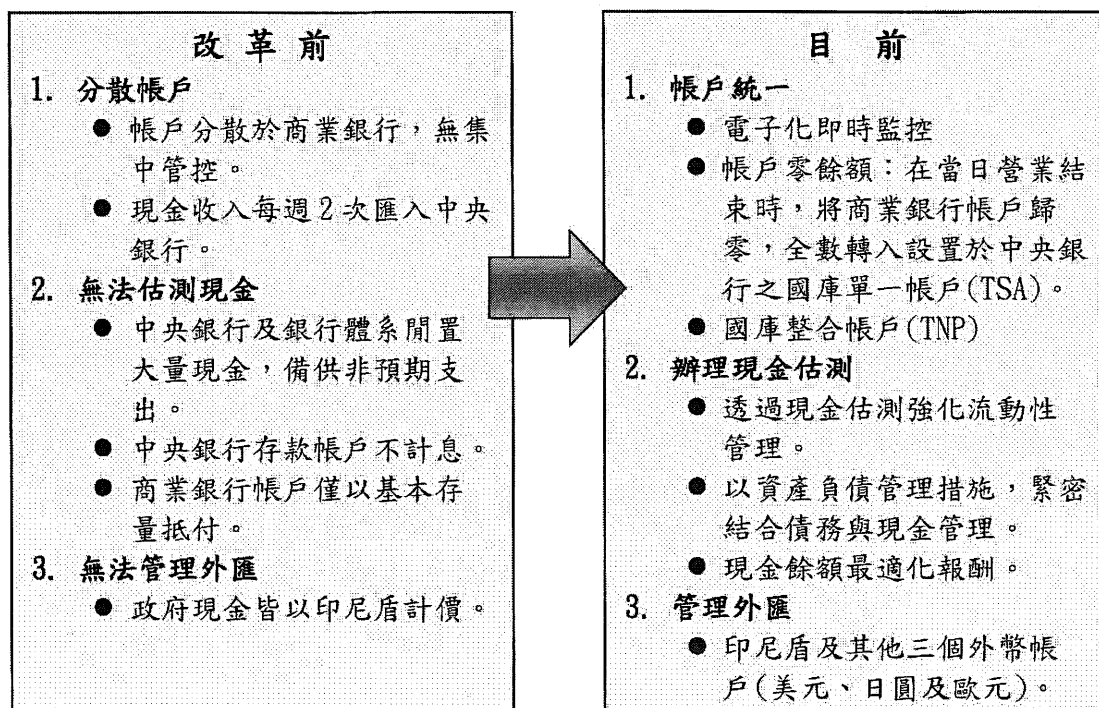 改革前
1. 分散帳戶
● 帳戶分散於商業銀行，無集
中管控。
● 現金收入每週2次匯入中央
銀行。
2. 無法估測現金
● 中央銀行及銀行體系閒置
大量現金，備供非預期支
出。
● 中央銀行存款帳戶不計息。
● 商業銀行帳戶僅以基本存
量抵付。
3. 無法管理外匯
● 政府現金皆以印尼盾計價。
目前
1. 帳戶統一
● 電子化即時監控
● 帳戶零餘額：在當日營業結
束時，將商業銀行帳戶歸
零，全數轉入設置於中央銀
行之國庫單一帳戶(TSA)。
● 國庫整合帳戶(TNP)
2. 辦理現金估測
● 透過現金估測強化流動性
管理。
● 以資產負債管理措施，緊密
結合債務與現金管理。
● 現金餘額最適化報酬。
3. 管理外匯
● 印尼盾及其他三個外幣帳
戶(美元、日圓及歐元)。